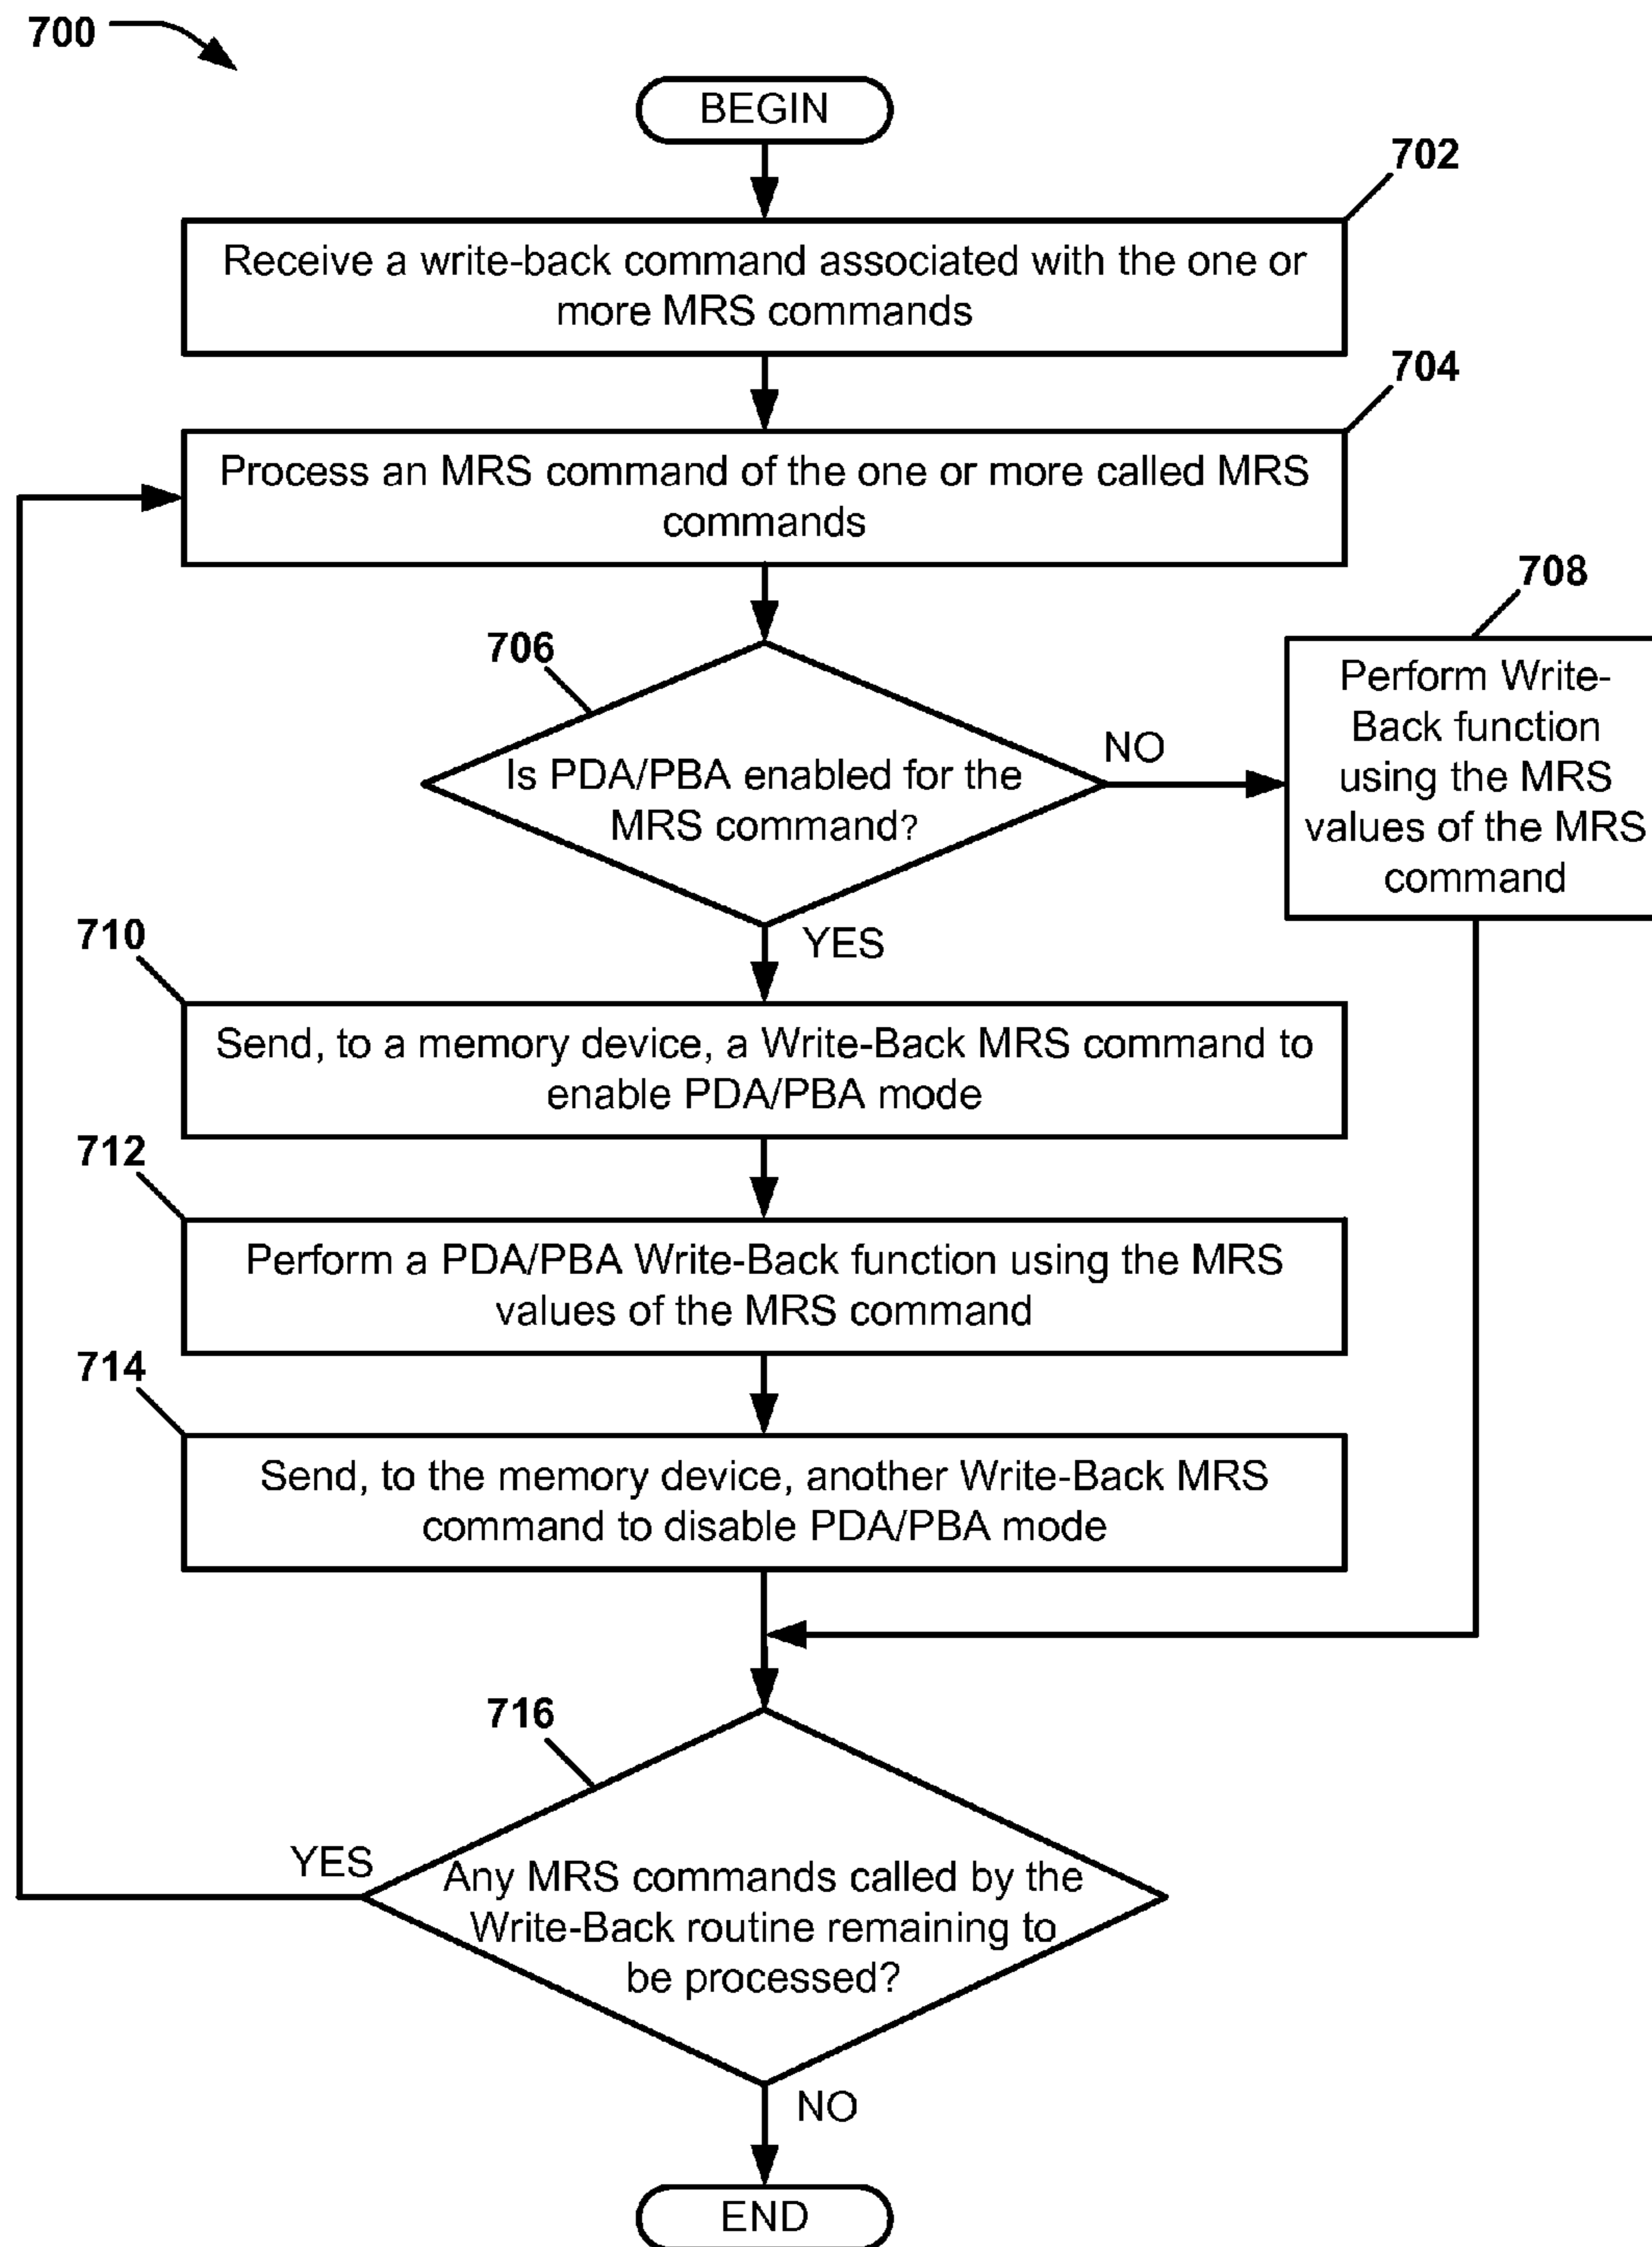 700
BEGIN
702
Receive a write-back command associated with the one or
more MRS commands
704
Process an MRS command of the one or more called MRS
commands
706
Is PDA/PBA enabled for the
MRS command?
NO
708
Perform Write-
Back function
using the MRS
values of the MRS
command
YES
710
Send, to a memory device, a Write-Back MRS command to
enable PDA/PBA mode
712
Perform a PDA/PBA Write-Back function using the MRS
values of the MRS command
714
Send, to the memory device, another Write-Back MRS
command to disable PDA/PBA mode
716
YES
Any MRS commands called by the
Write-Back routine remaining to
be processed?
NO
END